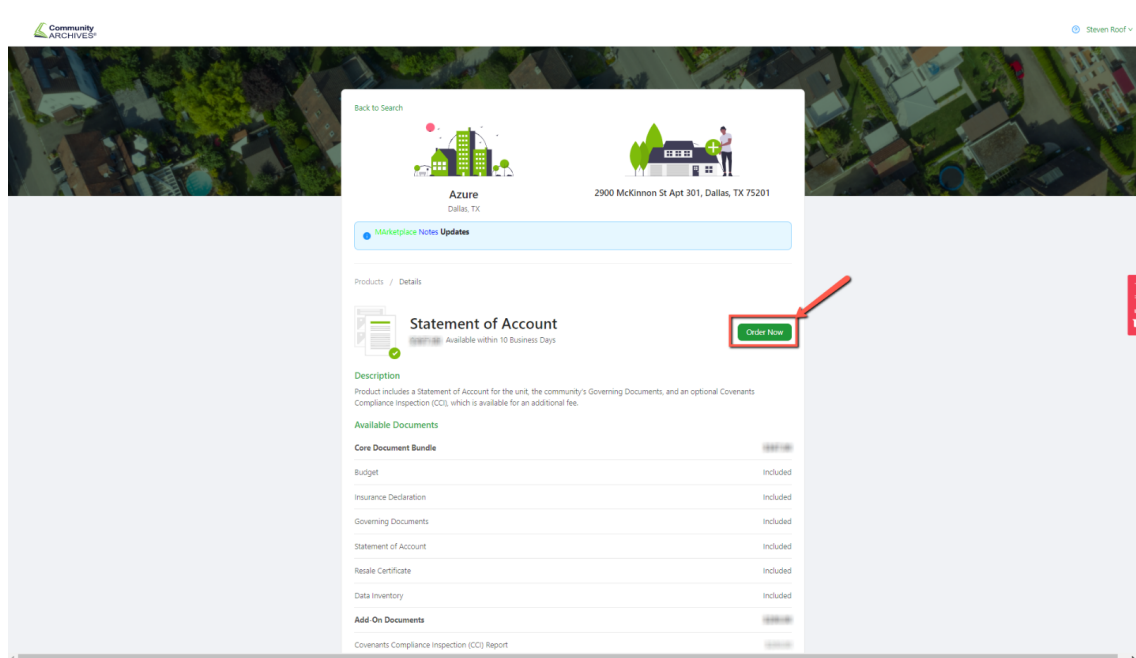 Community
ARCHIVES®
Steven Roof
Back to Search
Azure
Dallas, TX
2900 McKinnon St Apt 301, Dallas, TX 75201
MArketplace Notes Updates
Products / Details
Statement of Account
Available within 10 Business Days
Order Now
Description
Product includes a Statement of Account for the unit, the community's Governing Documents, and an optional Covenants
Compliance Inspection (CCI), which is available for an additional fee.
Available Documents
Core Document Bundle
Budget Included
Insurance Declaration Included
Governing Documents Included
Statement of Account Included
Resale Certificate Included
Data Inventory Included
Add-On Documents
Covenants Compliance Inspection (CCI) Report